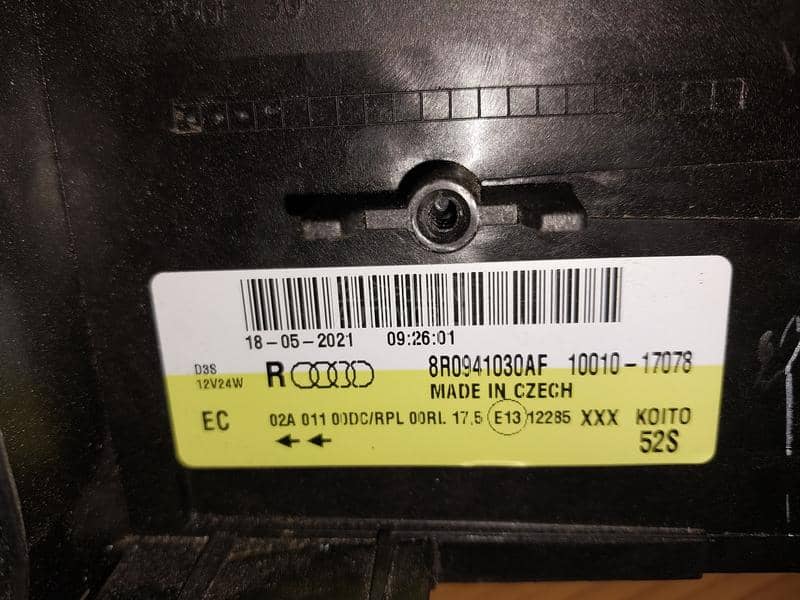 18-05-2021 09:26:01
D3S
12V24W
R
8R0941030AF 10010-17078
MADE IN CZECH
EC 02A 011 00DC/RPL 00RL 17.5 E13 12285 XXX KOITO
52S